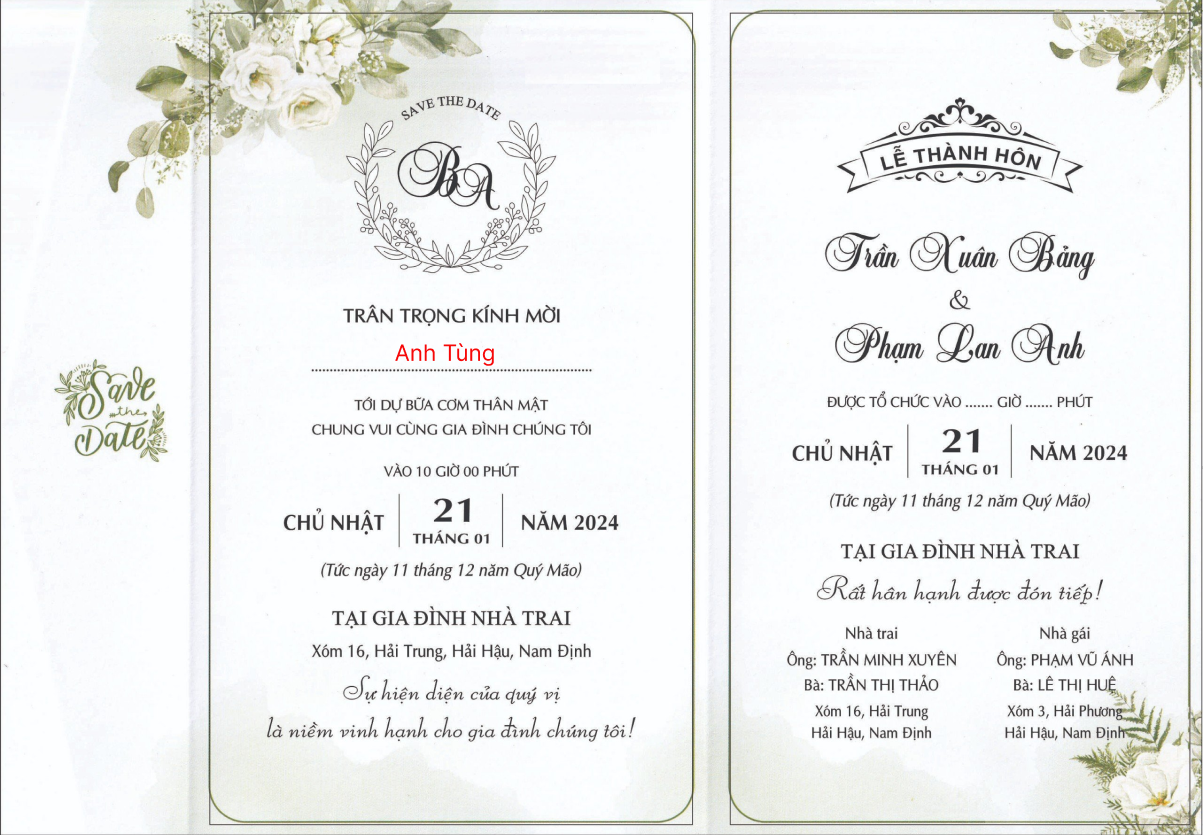 Save
the
Date
SAVE THE DATE
BA
TRÂN TRỌNG KÍNH MỜI
Anh Tùng
TỚI DỰ BỮA CƠM THÂN MẬT
CHUNG VUI CÙNG GIA ĐÌNH CHÚNG TÔI
VÀO 10 GIỜ 00 PHÚT
CHỦ NHẬT 21 NĂM 2024
THÁNG 01
(Tức ngày 11 tháng 12 năm Quý Mão)
TẠI GIA ĐÌNH NHÀ TRAI
Xóm 16, Hải Trung, Hải Hậu, Nam Định
Sự hiện diện của quý vị
là niềm vinh hạnh cho gia đình chúng tôi!
LỄ THÀNH HÔN
Trần Xuân Bảng
&
Phạm Lan Anh
ĐƯỢC TỔ CHỨC VÀO ....... GIỜ ....... PHÚT
CHỦ NHẬT 21 NĂM 2024
THÁNG 01
(Tức ngày 11 tháng 12 năm Quý Mão)
TẠI GIA ĐÌNH NHÀ TRAI
Rất hân hạnh được đón tiếp!
Nhà trai
Ông: TRẦN MINH XUYÊN
Bà: TRẦN THỊ THẢO
Xóm 16, Hải Trung
Hải Hậu, Nam Định
Nhà gái
Ông: PHẠM VŨ ÁNH
Bà: LÊ THỊ HUỆ
Xóm 3, Hải Phương
Hải Hậu, Nam Định